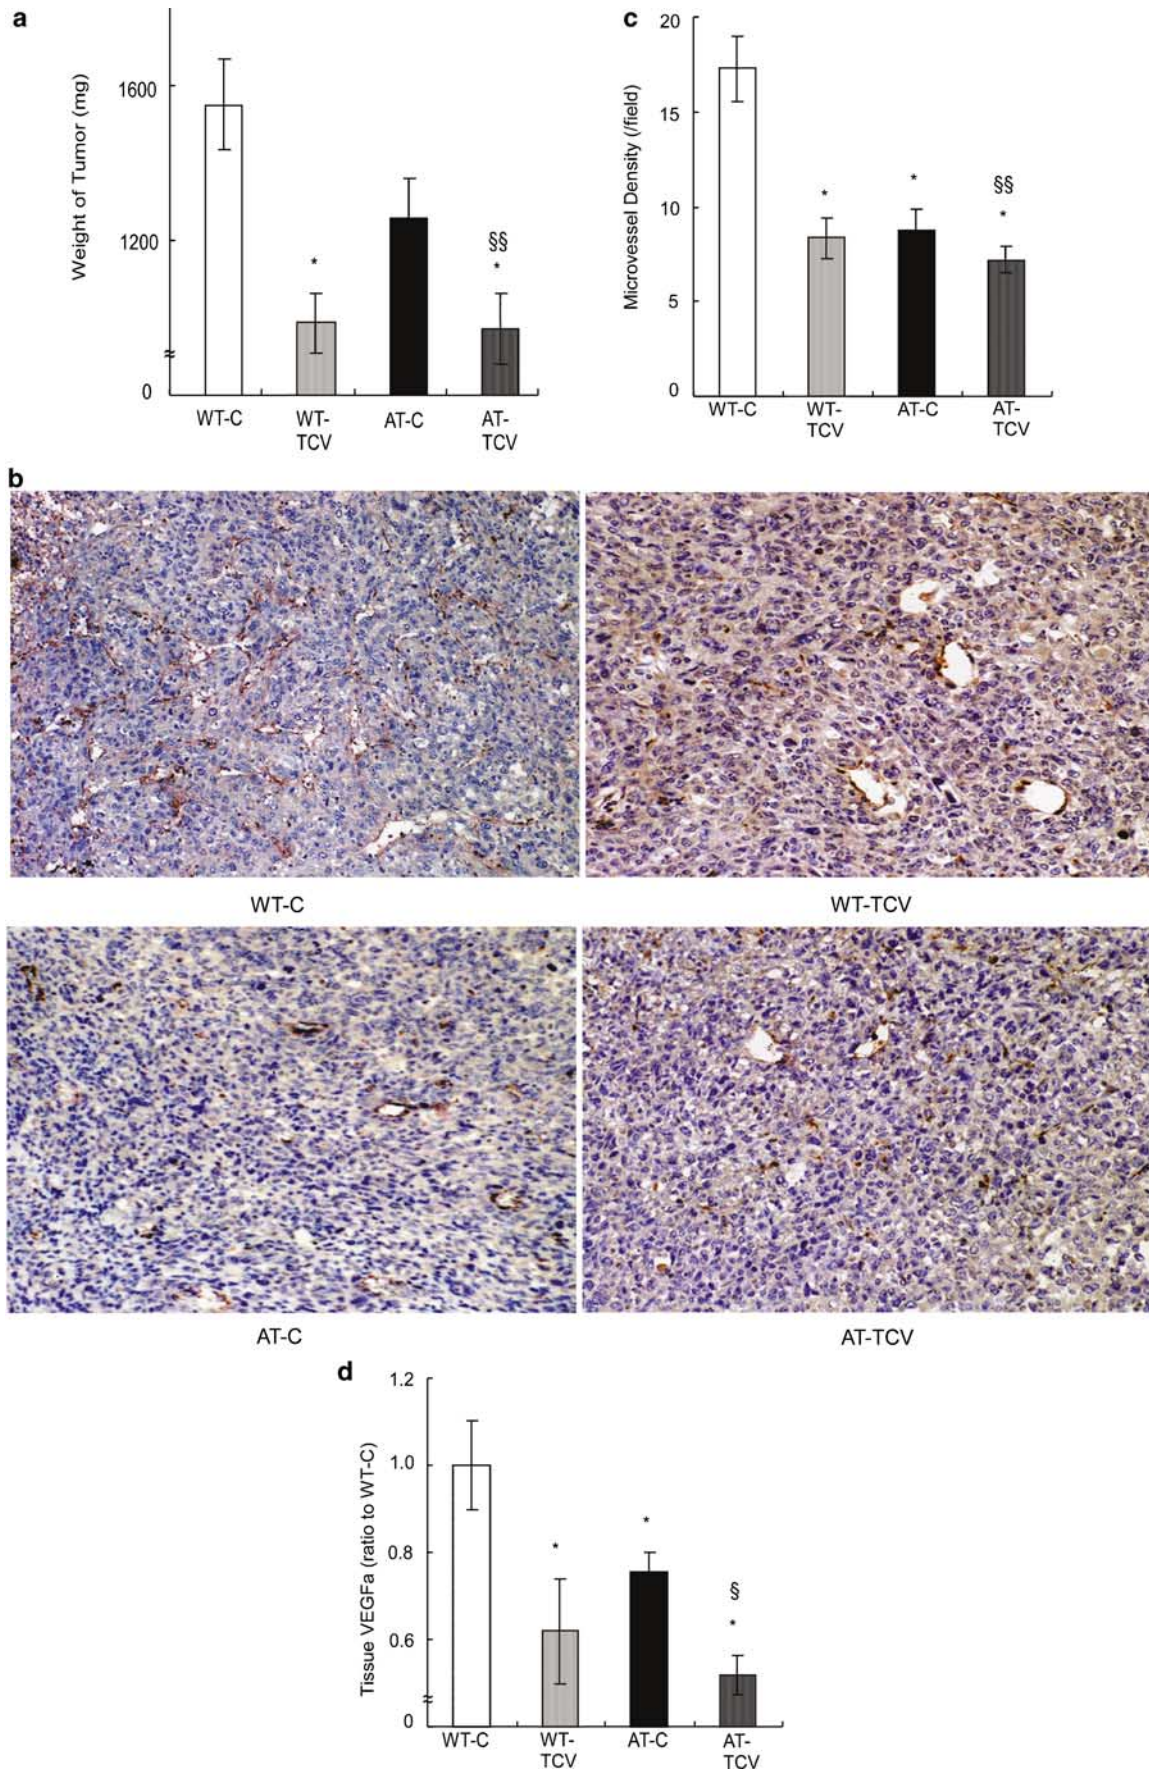 a
Weight of Tumor (mg)
1600
1200
≈
0
*
§§
*
WT-C
WT-
TCV
AT-C
AT-
TCV
c
Microvessel Density (/field)
20
15
10
5
0
*
*
§§
*
WT-C
WT-
TCV
AT-C
AT-
TCV
b
WT-C
WT-TCV
AT-C
AT-TCV
d
Tissue VEGFa (ratio to WT-C)
1.2
1.0
0.8
0.6
≈
0
*
*
§
*
WT-C
WT-
TCV
AT-C
AT-
TCV